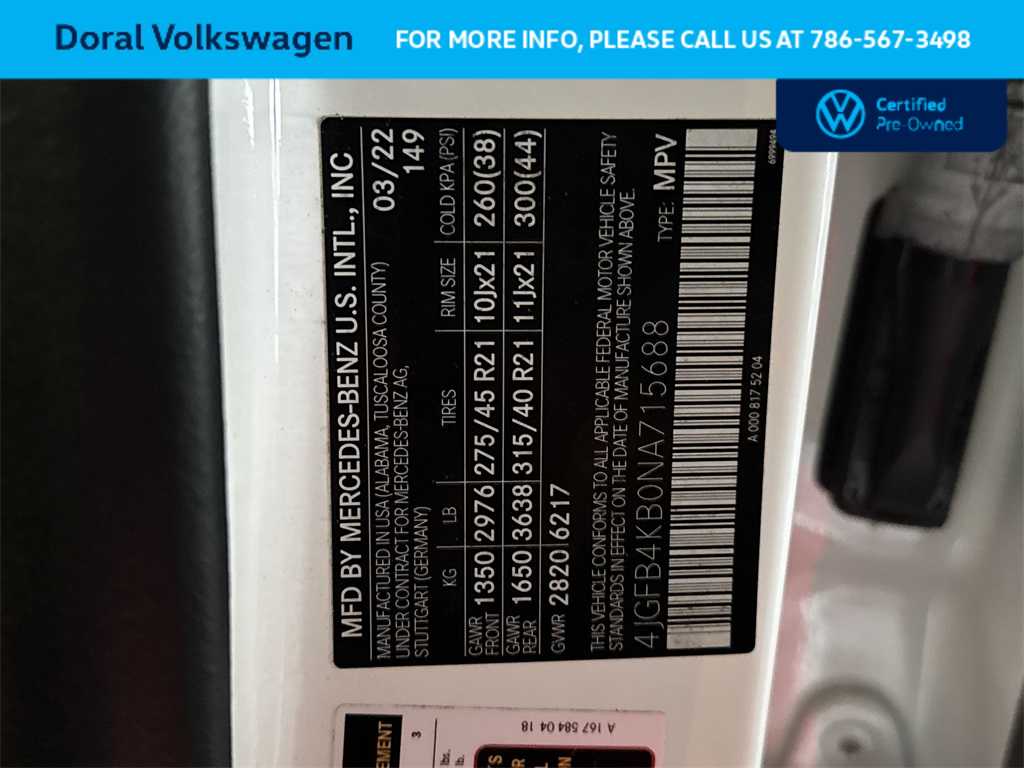 Doral Volkswagen
FOR MORE INFO, PLEASE CALL US AT 786-567-3498
Certified
Pre-Owned
MFD BY MERCEDES-BENZ U.S. INTL., INC
MANUFACTURED IN USA (ALABAMA, TUSCALOOSA COUNTY) 03/22
UNDER CONTRACT FOR MERCEDES-BENZ AG, 149
STUTTGART (GERMANY)
KG LB TIRES RIM SIZE COLD KPA (PSI)
GAWR FRONT 1350 2976 275/45 R21 10Jx21 260(38)
GAWR REAR 1650 3638 315/40 R21 11Jx21 300(44)
GVWR 2820 6217
THIS VEHICLE CONFORMS TO ALL APPLICABLE FEDERAL MOTOR VEHICLE SAFETY
STANDARDS IN EFFECT ON THE DATE OF MANUFACTURE SHOWN ABOVE.
4JGFB4KB0NA715688 TYPE: MPV
A 000 817 52 04
6999494
A 167 584 04 18
EMENT
3
lbs.
lb.